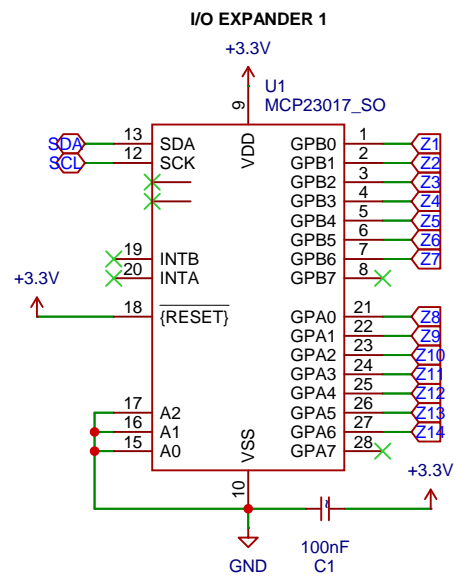 I/O EXPANDER 1
+3.3V
U1
MCP23017_SO
9
VDD
SDA 13 SDA
SCL 12 SCK
19 INTB
20 INTA
+3.3V
18 {RESET}
17 A2
16 A1
15 A0
GPB0 1 Z1
GPB1 2 Z2
GPB2 3 Z3
GPB3 4 Z4
GPB4 5 Z5
GPB5 6 Z6
GPB6 7 Z7
GPB7 8
GPA0 21 Z8
GPA1 22 Z9
GPA2 23 Z10
GPA3 24 Z11
GPA4 25 Z12
GPA5 26 Z13
GPA6 27 Z14
GPA7 28
VSS
10
+3.3V
GND
100nF
C1